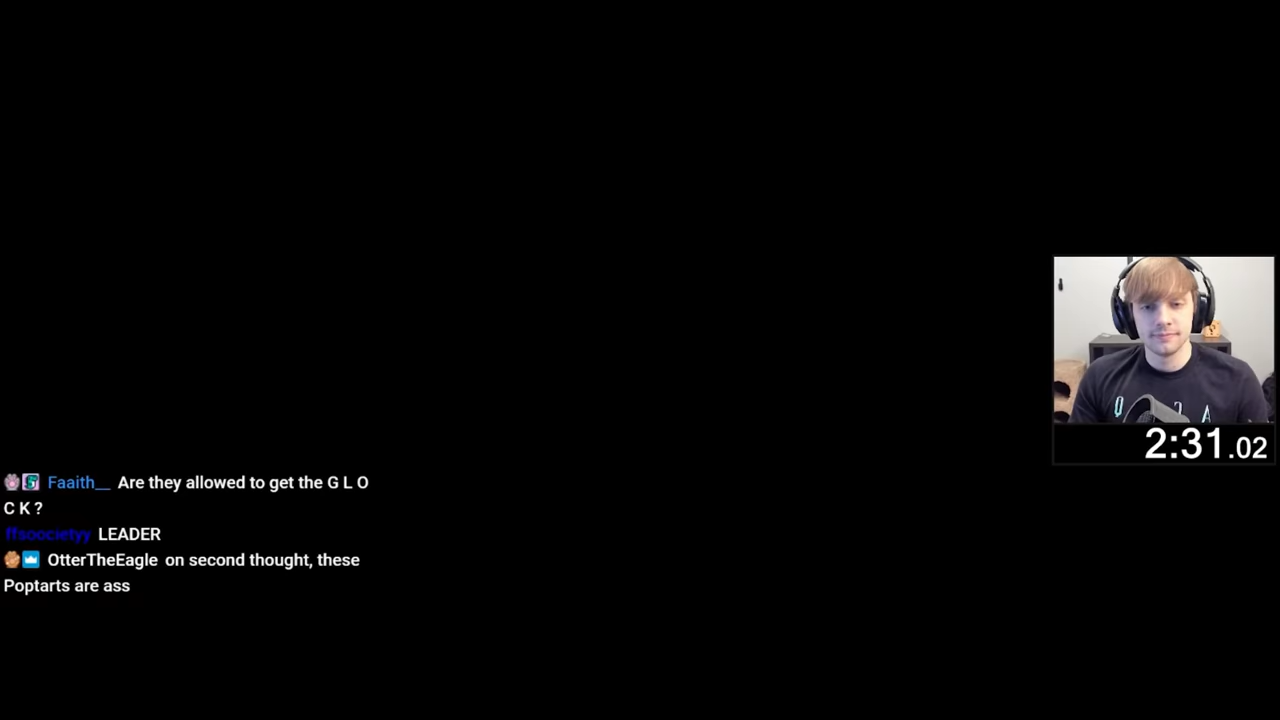 Faaith__ Are they allowed to get the G L O
C K ?
ffsoocietyy LEADER
OtterTheEagle on second thought, these
Poptarts are ass
2:31.02